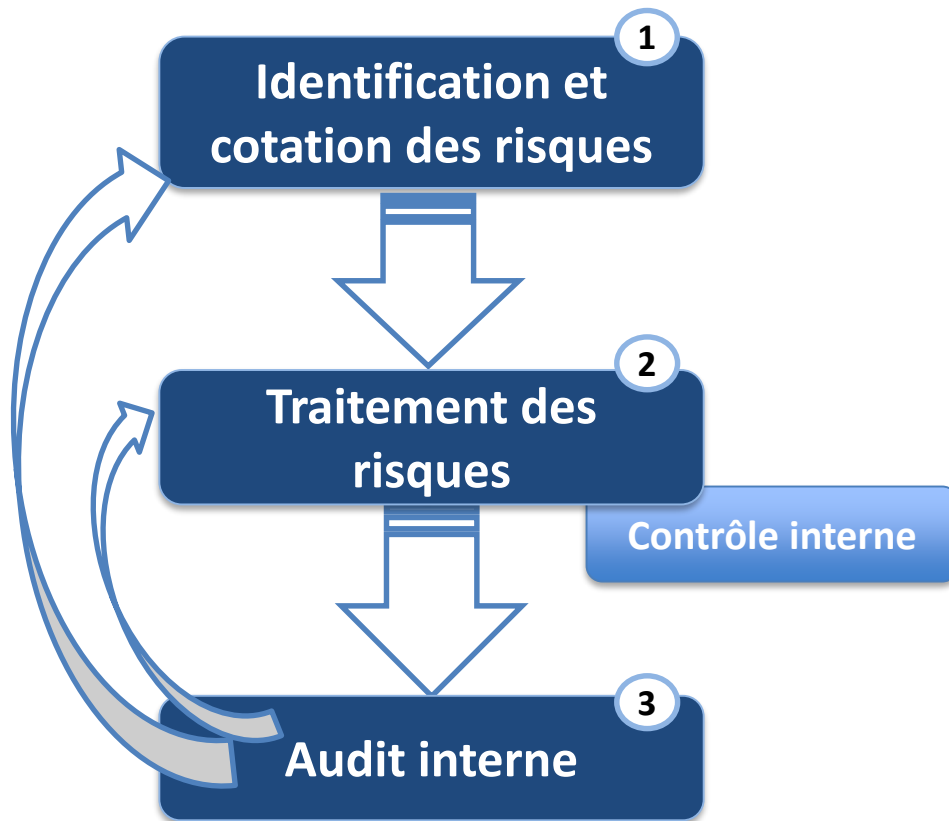 1
Identification et
cotation des risques
2
Traitement des
risques
Contrôle interne
3
Audit interne